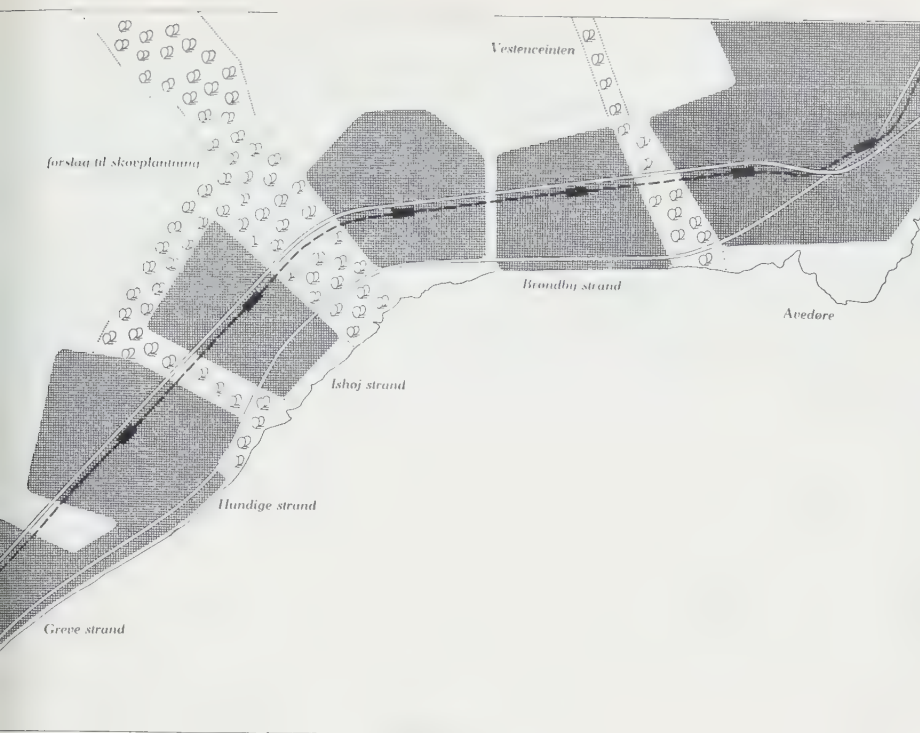 Vestenceinten
forslag til skovplantning
Brøndby strand
Avedøre
Ishøj strand
Hundige strand
Greve strand